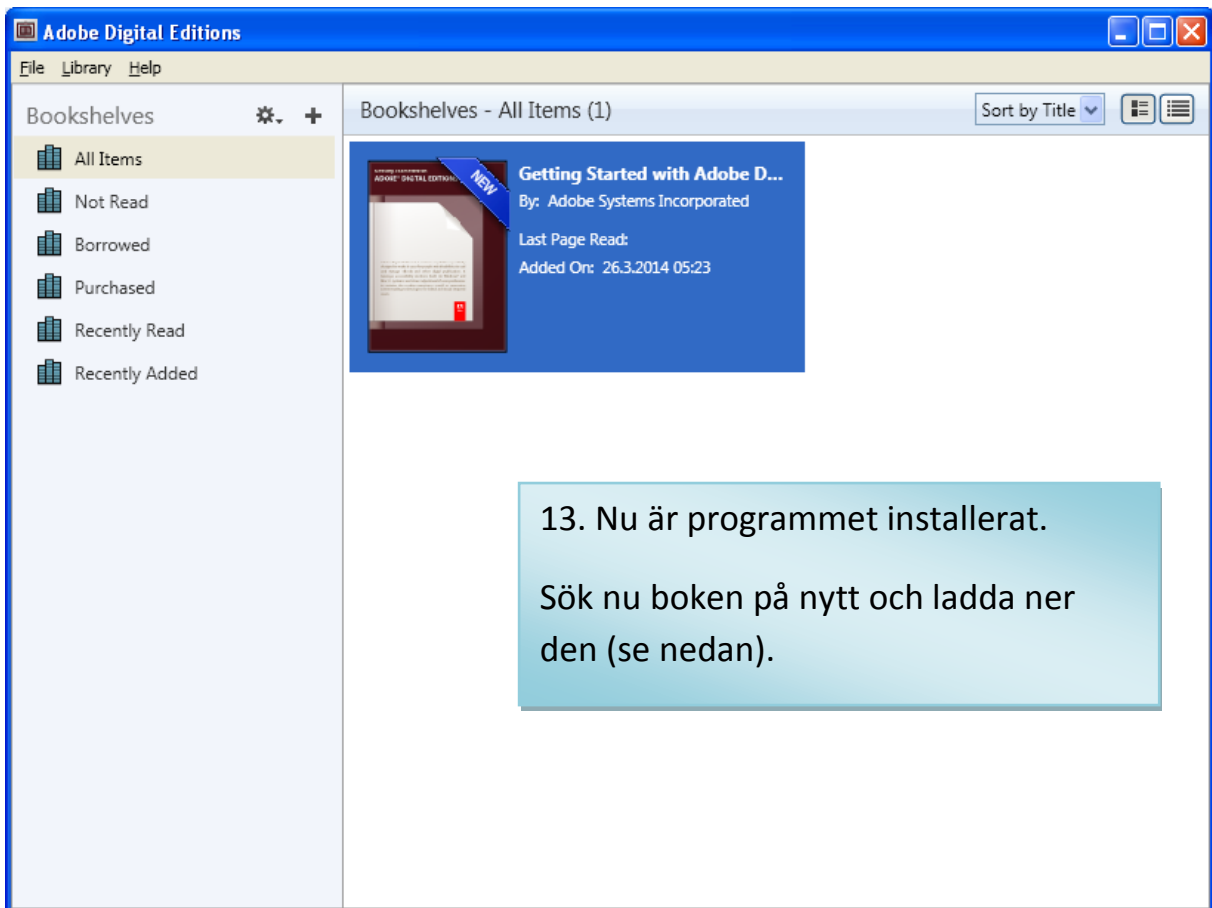 Adobe Digital Editions
File Library Help
Bookshelves
All Items
Not Read
Borrowed
Purchased
Recently Read
Recently Added
Bookshelves - All Items (1)
Sort by Title
NEW
Getting Started with Adobe D...
By: Adobe Systems Incorporated
Last Page Read:
Added On: 26.3.2014 05:23
13. Nu är programmet installerat.
Sök nu boken på nytt och ladda ner
den (se nedan).